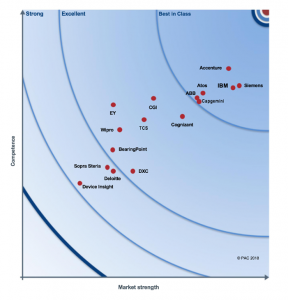 Strong Excellent Best in Class
Accenture
Atos IBM Siemens
ABB
Capgemini
CGI
EY
TCS Cognizant
Wipro
BearingPoint
Sopra Steria DXC
Deloitte
Device Insight
Competence
© PAC 2018
Market strength